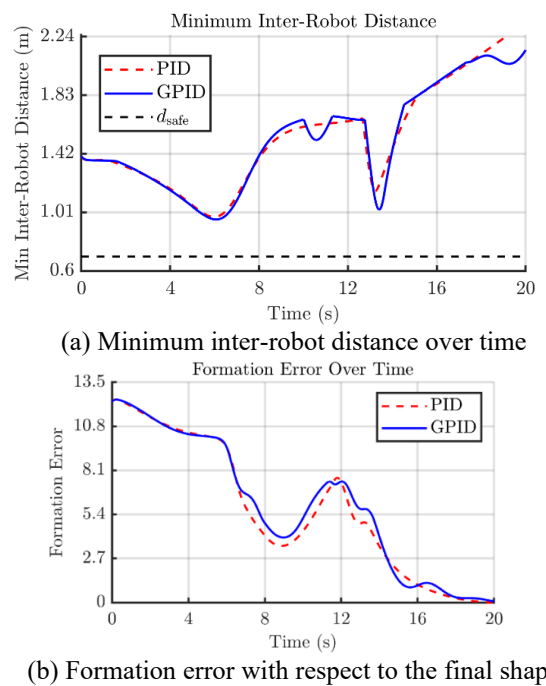 Minimum Inter-Robot Distance
Min Inter-Robot Distance (m)
2.24
1.83
1.42
1.01
0.6
PID
GPID
d_safe
0 4 8 12 16 20
Time (s)
(a) Minimum inter-robot distance over time
Formation Error Over Time
Formation Error
13.5
10.8
8.1
5.4
2.7
0
PID
GPID
0 4 8 12 16 20
Time (s)
(b) Formation error with respect to the final shap